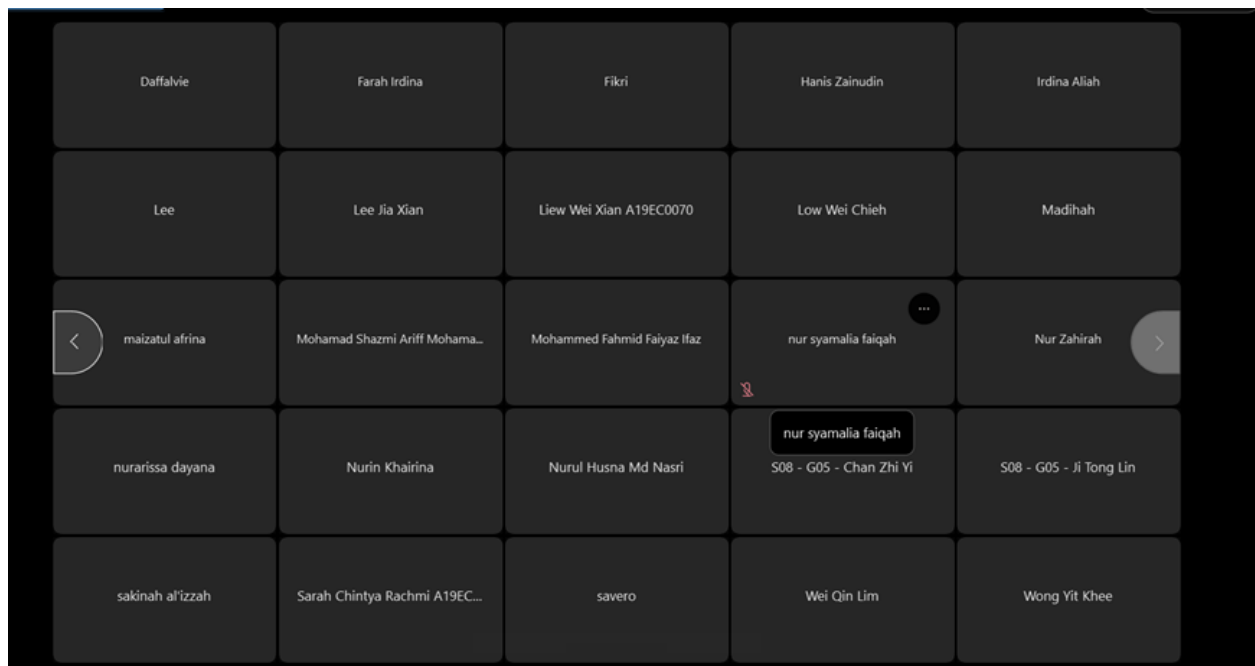 Daffalvie
Farah Irdina
Fikri
Hanis Zainudin
Irdina Aliah
Lee
Lee Jia Xian
Liew Wei Xian A19EC0070
Low Wei Chieh
Madihah
maizatul afrina
Mohamad Shazmi Ariff Mohama...
Mohammed Fahmid Faiyaz Ifaz
nur syamalia faiqah
Nur Zahirah
nur syamalia faiqah
nurarissa dayana
Nurin Khairina
Nurul Husna Md Nasri
S08 - G05 - Chan Zhi Yi
S08 - G05 - Ji Tong Lin
sakinah al'izzah
Sarah Chintya Rachmi A19EC...
savero
Wei Qin Lim
Wong Yit Khee